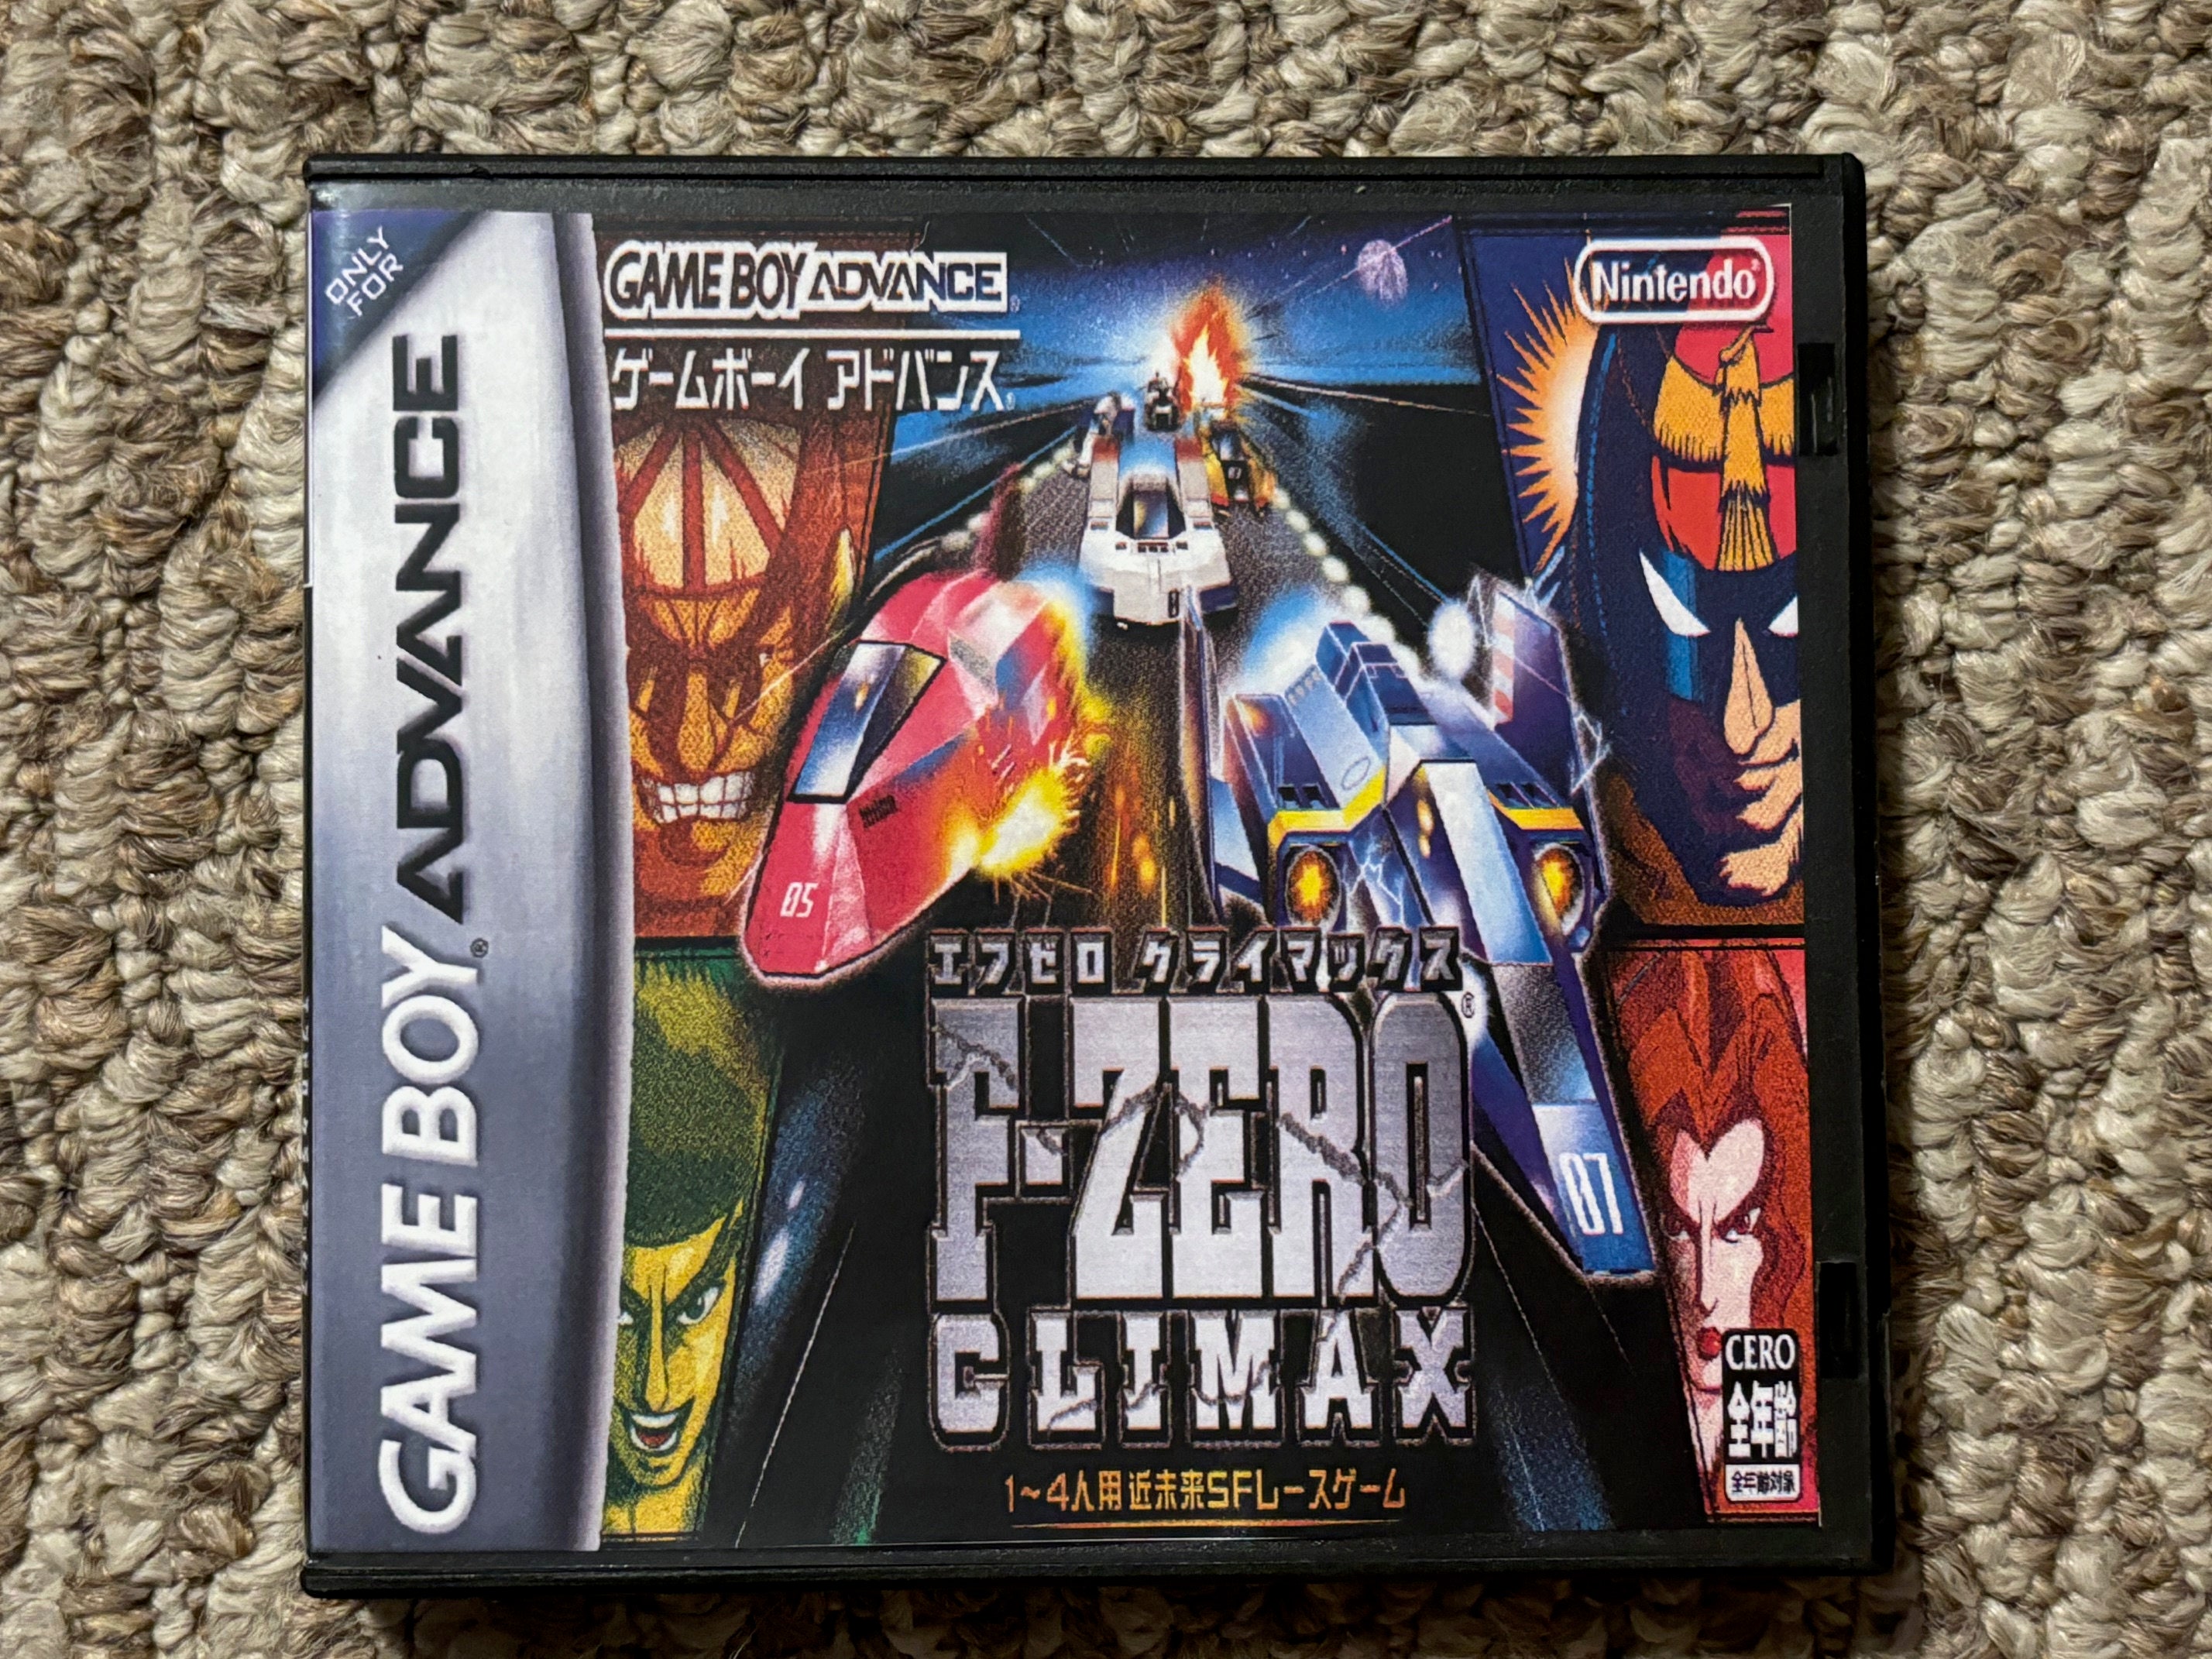 ONLY
FOR
GAME BOY ADVANCE
GAME BOY ADVANCE
ゲームボーイ アドバンス
Nintendo
05
07
エフゼロ クライマックス
F-ZERO
CLIMAX
1~4人用 近未来SFレースゲーム
CERO
全年齢
全年齢対象